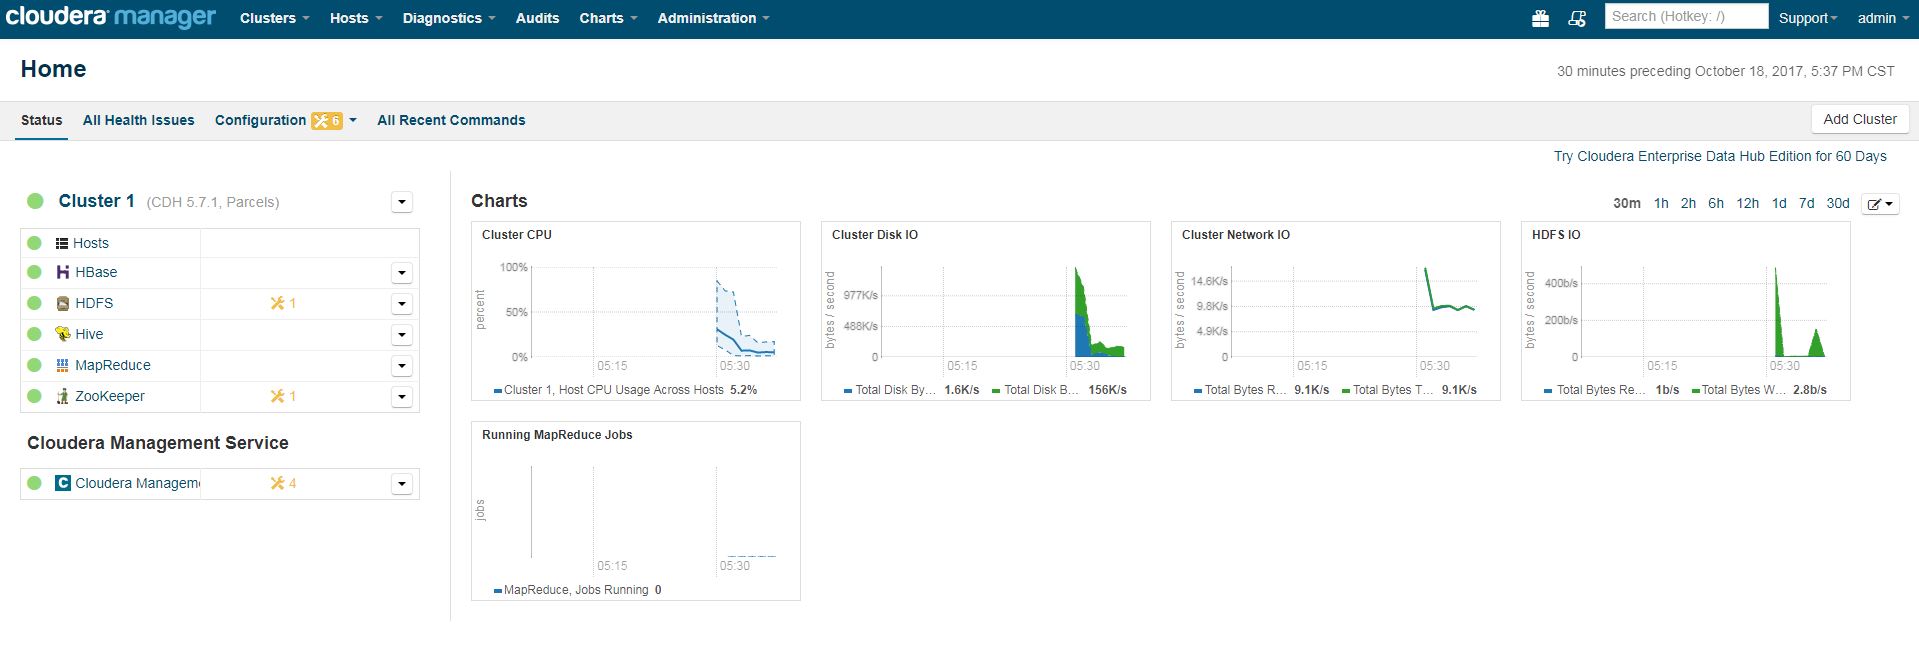 cloudera manager Clusters Hosts Diagnostics Audits Charts Administration Search (Hotkey: /) Support admin
Home
30 minutes preceding October 18, 2017, 5:37 PM CST
Status All Health Issues Configuration 6 All Recent Commands Add Cluster
Try Cloudera Enterprise Data Hub Edition for 60 Days
Cluster 1 (CDH 5.7.1, Parcels)
Hosts
HBase
HDFS 1
Hive
MapReduce
ZooKeeper 1
Cloudera Management Service
C Cloudera Managem 4
Charts
30m 1h 2h 6h 12h 1d 7d 30d
Cluster CPU
percent
100%
50%
0%
05:15 05:30
Cluster 1, Host CPU Usage Across Hosts 5.2%
Cluster Disk IO
bytes / second
977K/s
488K/s
0
05:15 05:30
Total Disk By... 1.6K/s Total Disk B... 156K/s
Cluster Network IO
bytes / second
14.6K/s
9.8K/s
4.9K/s
0
05:15 05:30
Total Bytes R... 9.1K/s Total Bytes T... 9.1K/s
HDFS IO
bytes / second
400b/s
200b/s
0
05:15 05:30
Total Bytes Re... 1b/s Total Bytes W... 2.8b/s
Running MapReduce Jobs
jobs
05:15 05:30
MapReduce, Jobs Running 0